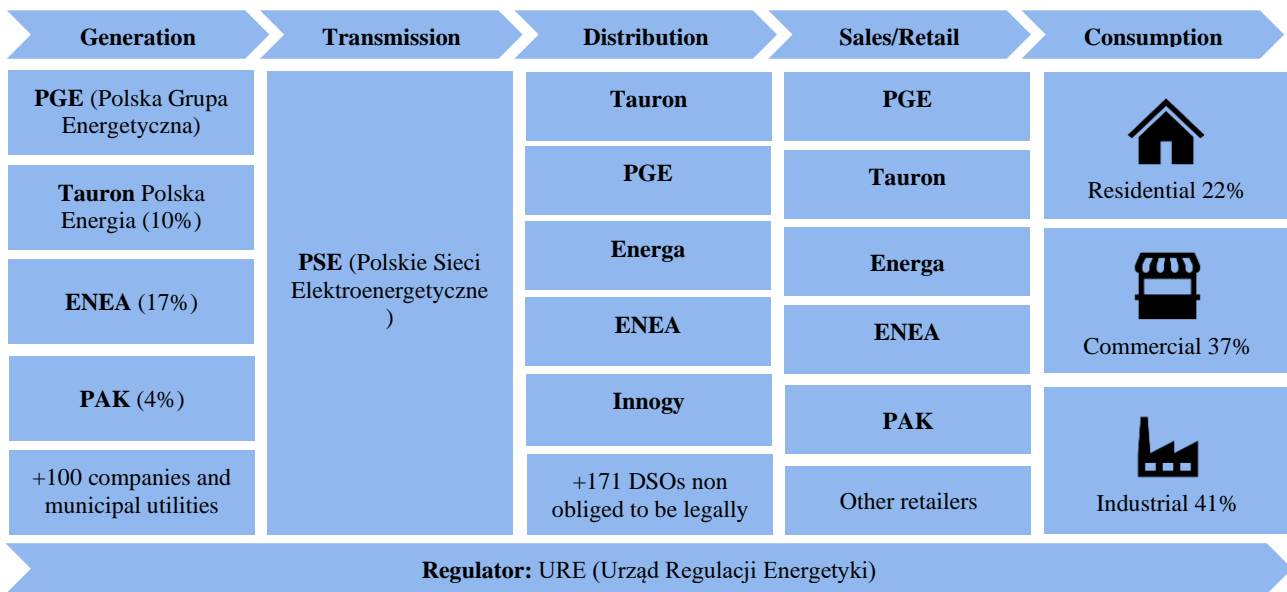 Generation
Transmission
Distribution
Sales/Retail
Consumption
PGE (Polska Grupa
Energetyczna)
Tauron Polska
Energia (10%)
ENEA (17%)
PAK (4%)
+100 companies and
municipal utilities
PSE (Polskie Sieci
Elektroenergetyczne
)
Tauron
PGE
Energa
ENEA
Innogy
+171 DSOs non
obliged to be legally
PGE
Tauron
Energa
ENEA
PAK
Other retailers
Residential 22%
Commercial 37%
Industrial 41%
Regulator: URE (Urząd Regulacji Energetyki)